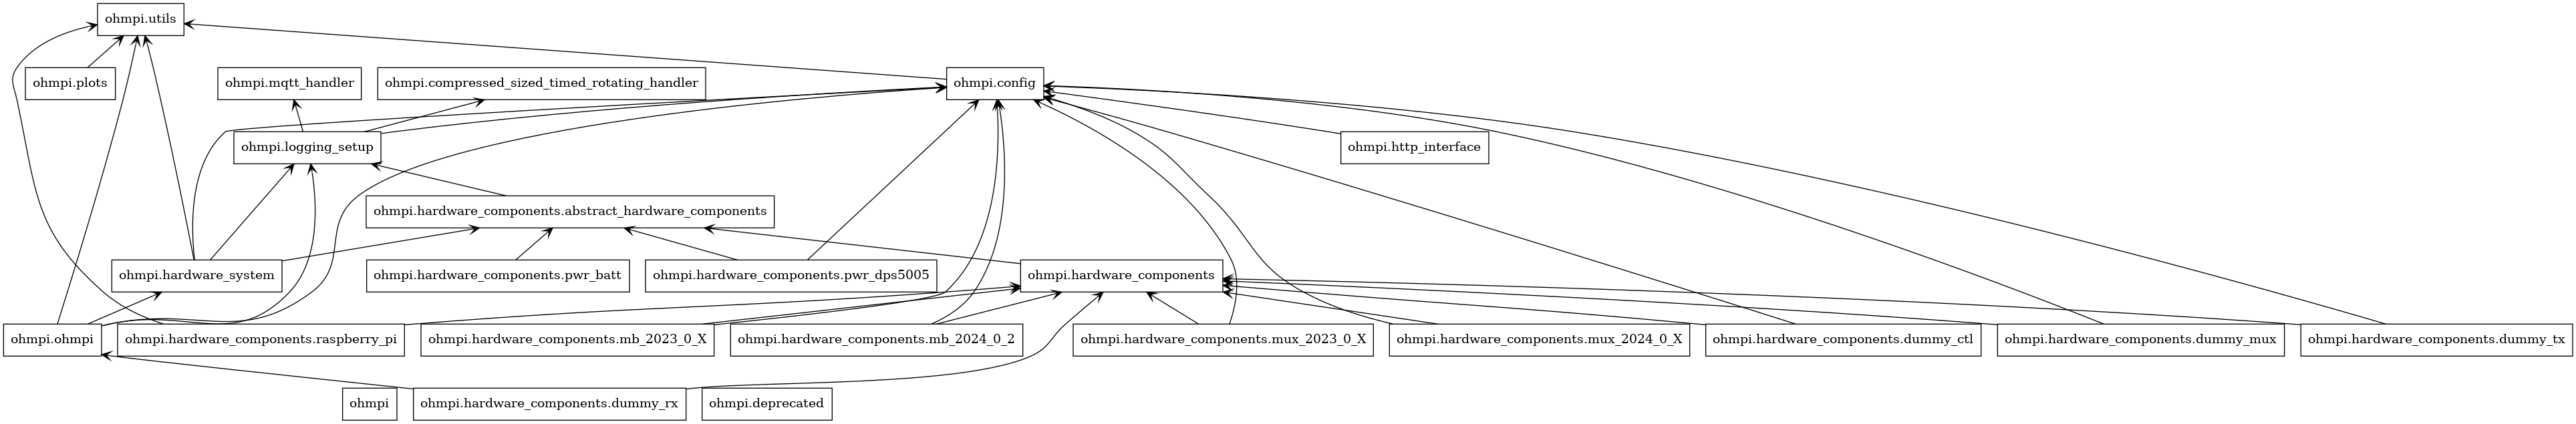 ohmpi.utils
ohmpi.plots
ohmpi.mqtt_handler
ohmpi.compressed_sized_timed_rotating_handler
ohmpi.config
ohmpi.logging_setup
ohmpi.http_interface
ohmpi.hardware_components.abstract_hardware_components
ohmpi.hardware_system
ohmpi.hardware_components.pwr_batt
ohmpi.hardware_components.pwr_dps5005
ohmpi.hardware_components
ohmpi.ohmpi
ohmpi.hardware_components.raspberry_pi
ohmpi.hardware_components.mb_2023_0_X
ohmpi.hardware_components.mb_2024_0_2
ohmpi.hardware_components.mux_2023_0_X
ohmpi.hardware_components.mux_2024_0_X
ohmpi.hardware_components.dummy_ctl
ohmpi.hardware_components.dummy_mux
ohmpi.hardware_components.dummy_tx
ohmpi
ohmpi.hardware_components.dummy_rx
ohmpi.deprecated